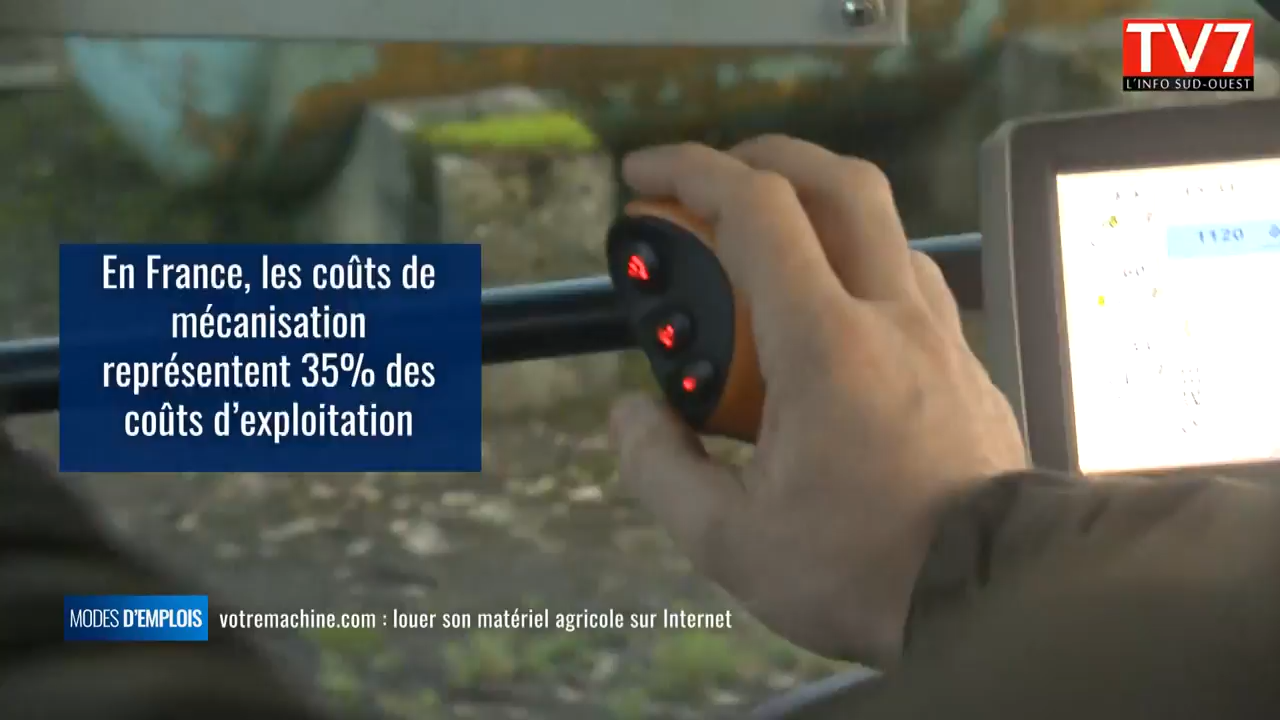 TV7
L'INFO SUD-OUEST
1120
En France, les coûts de
mécanisation
représentent 35% des
coûts d’exploitation
MODES D'EMPLOIS
votremachine.com : louer son matériel agricole sur Internet